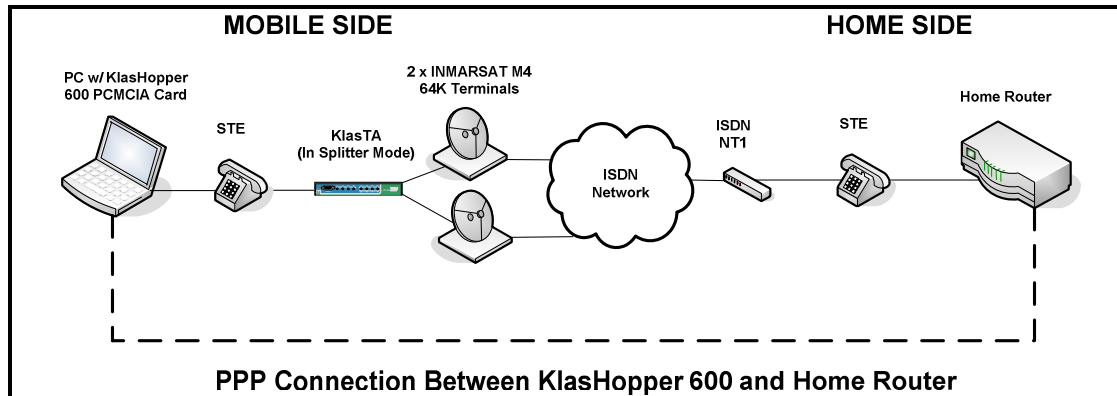 MOBILE SIDE
HOME SIDE
PC w/ KlasHopper
600 PCMCIA Card
STE
KlasTA
(In Splitter Mode)
2 x INMARSAT M4
64K Terminals
ISDN
Network
ISDN
NT1
STE
Home Router
PPP Connection Between KlasHopper 600 and Home Router